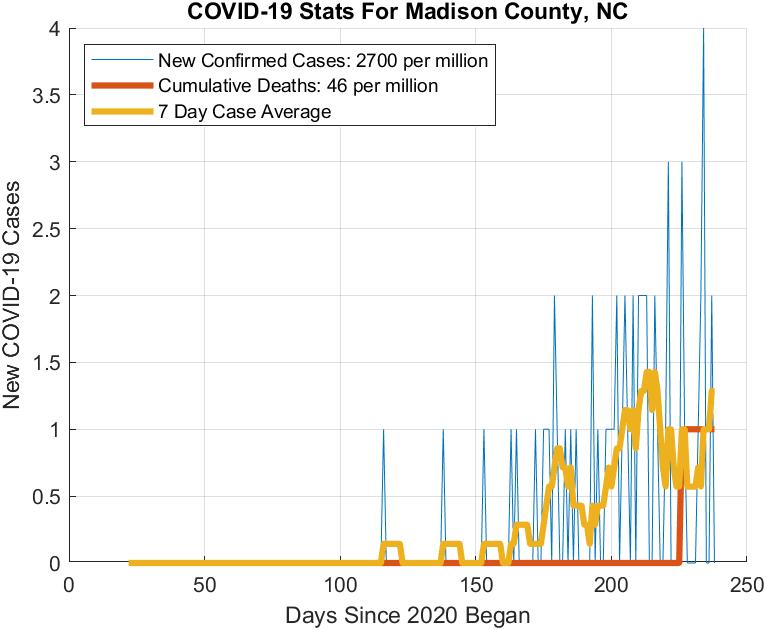 COVID-19 Stats For Madison County, NC
New Confirmed Cases: 2700 per million
Cumulative Deaths: 46 per million
7 Day Case Average
New COVID-19 Cases
4
3.5
3
2.5
2
1.5
1
0.5
0
0 50 100 150 200 250
Days Since 2020 Began